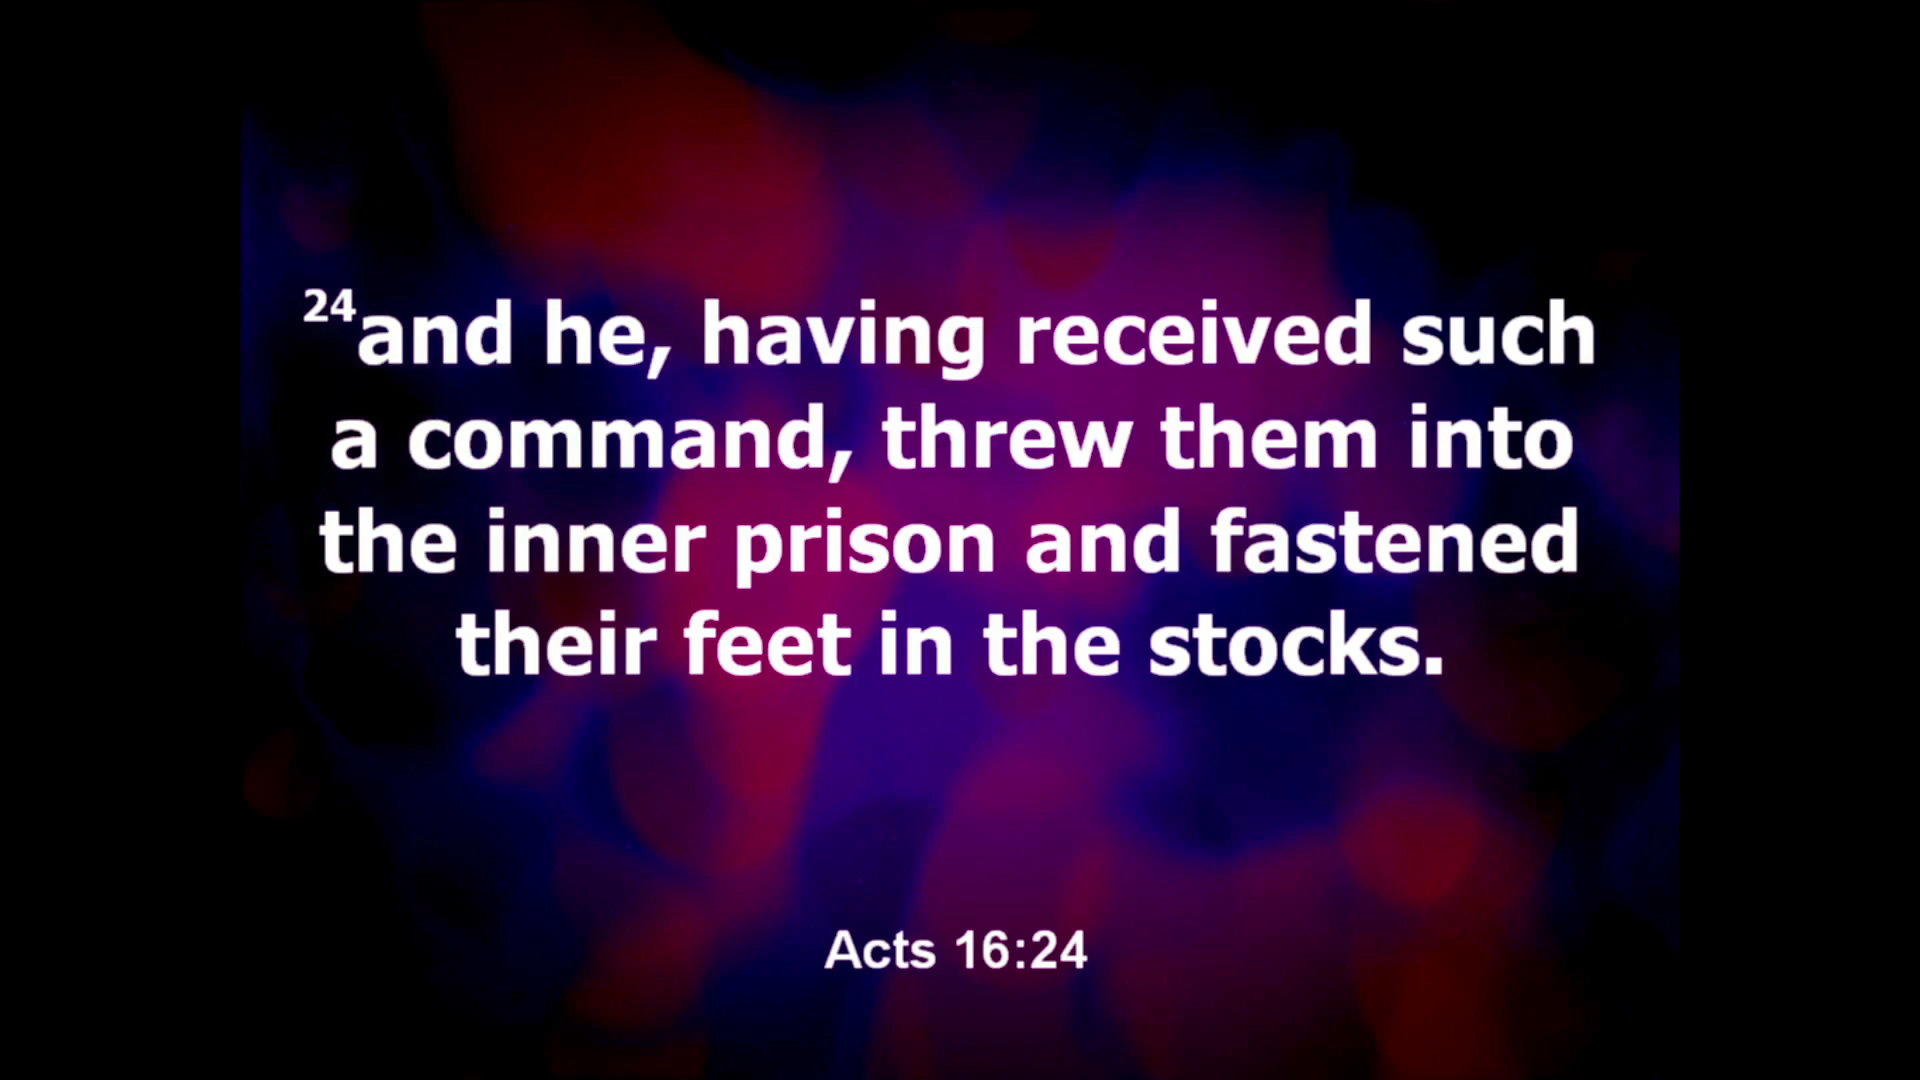 24and he, having received such
a command, threw them into
the inner prison and fastened
their feet in the stocks.
Acts 16:24